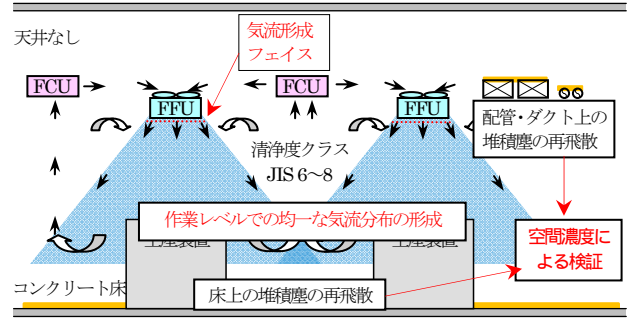 天井なし
気流形成
フェイス
FCU
FFU
FCU
FFU
配管・ダクト上の
堆積塵の再飛散
清浄度クラス
JIS 6～8
作業レベルでの均一な気流分布の形成
空間濃度に
よる検証
コンクリート床
床上の堆積塵の再飛散